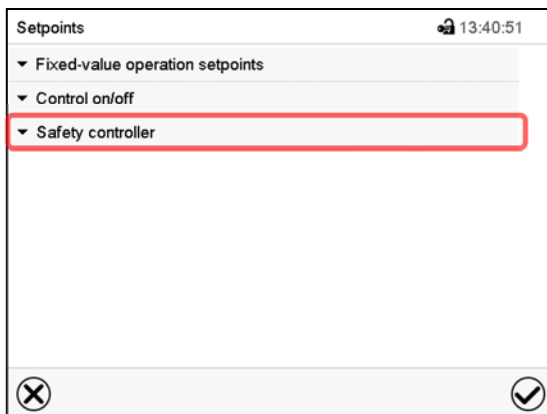 Setpoints 13:40:51
Fixed-value operation setpoints
Control on/off
Safety controller